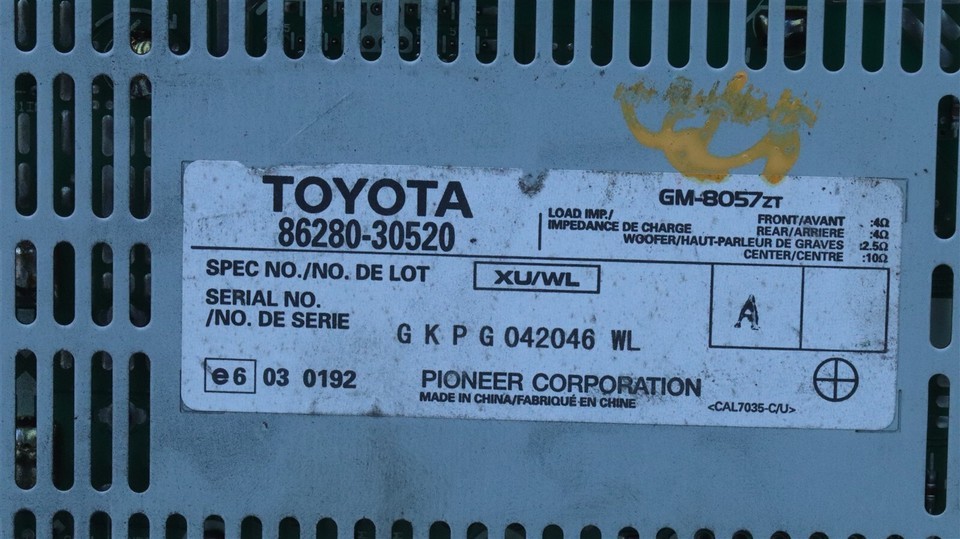 TOYOTA
86280-30520
GM-8057ZT
LOAD IMP./
IMPEDANCE DE CHARGE
FRONT/AVANT :4Ω
REAR/ARRIERE :4Ω
WOOFER/HAUT-PARLEUR DE GRAVES :2.5Ω
CENTER/CENTRE :10Ω
SPEC NO./NO. DE LOT XU/WL
SERIAL NO.
/NO. DE SERIE
GKPG042046 WL
A
e6 03 0192
PIONEER CORPORATION
MADE IN CHINA/FABRIQUÉ EN CHINE
<CAL7035-C/U>